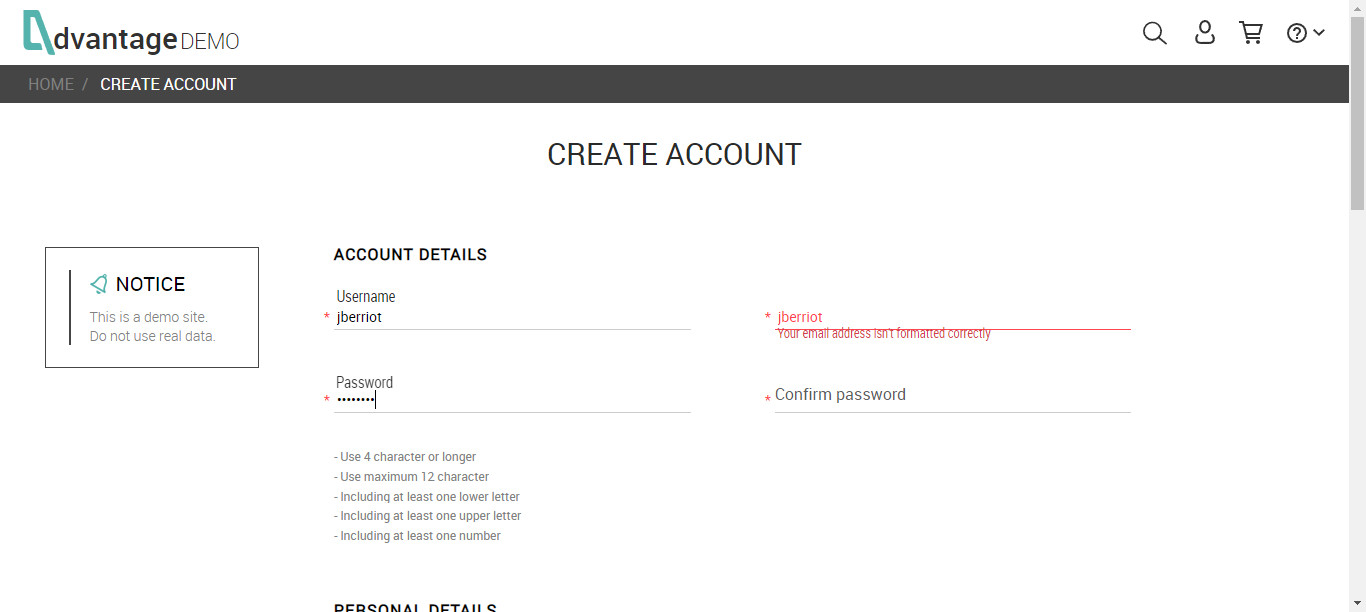 dvantage DEMO
HOME / CREATE ACCOUNT
CREATE ACCOUNT
NOTICE
This is a demo site.
Do not use real data.
ACCOUNT DETAILS
Username
* jberriot
* jberriot
Your email address isn't formatted correctly
Password
* ••••••••
* Confirm password
- Use 4 character or longer
- Use maximum 12 character
- Including at least one lower letter
- Including at least one upper letter
- Including at least one number
PERSONAL DETAILS